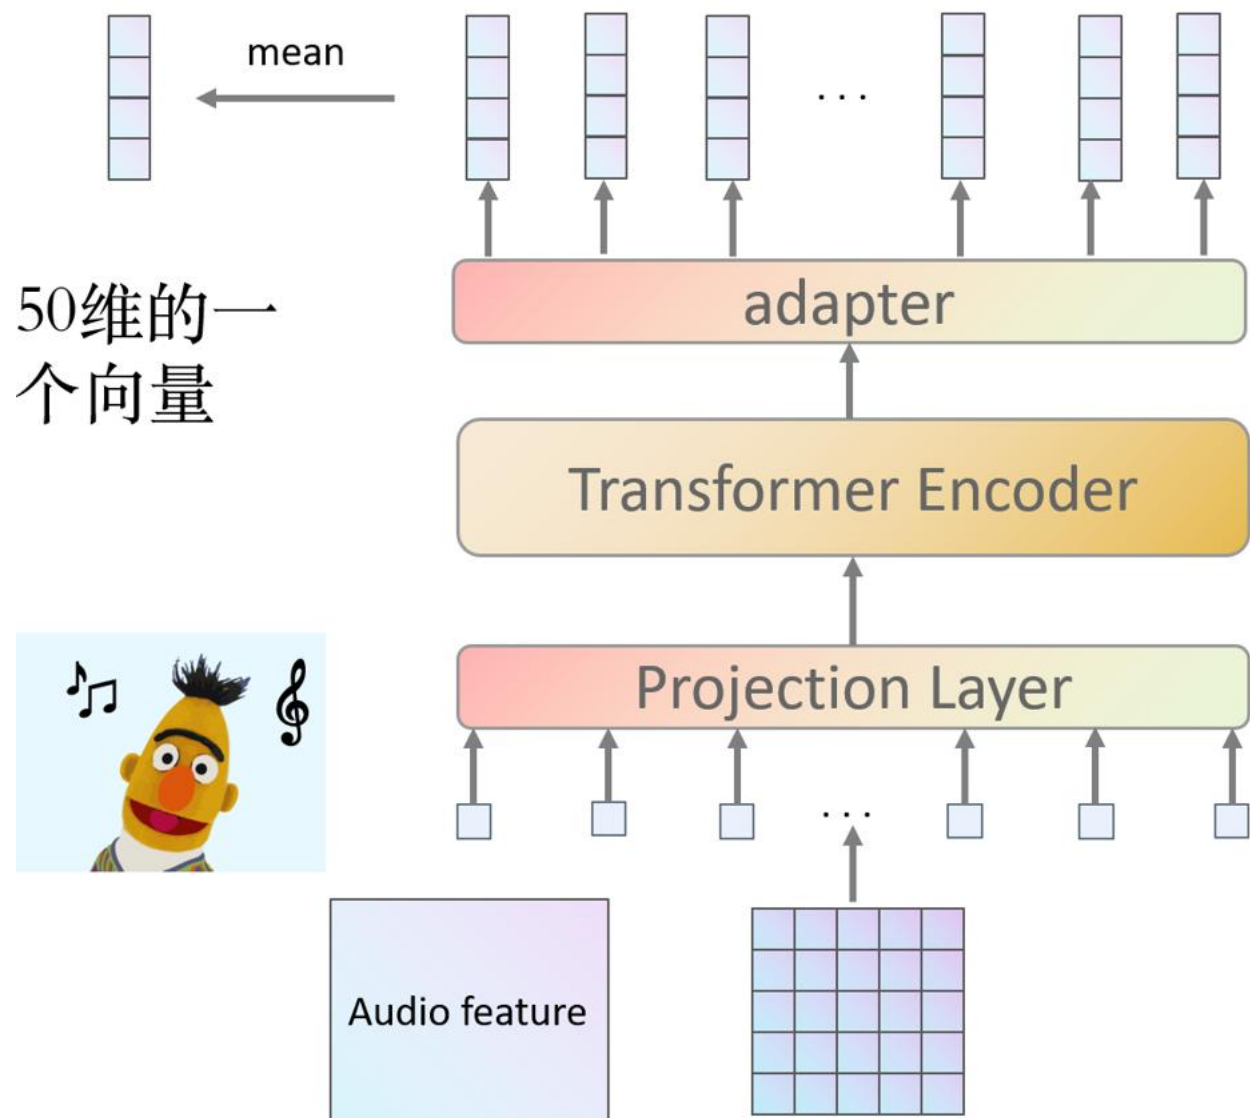 mean
. . .
adapter
50维的一
个向量
Transformer Encoder
Projection Layer
. . .
Audio feature